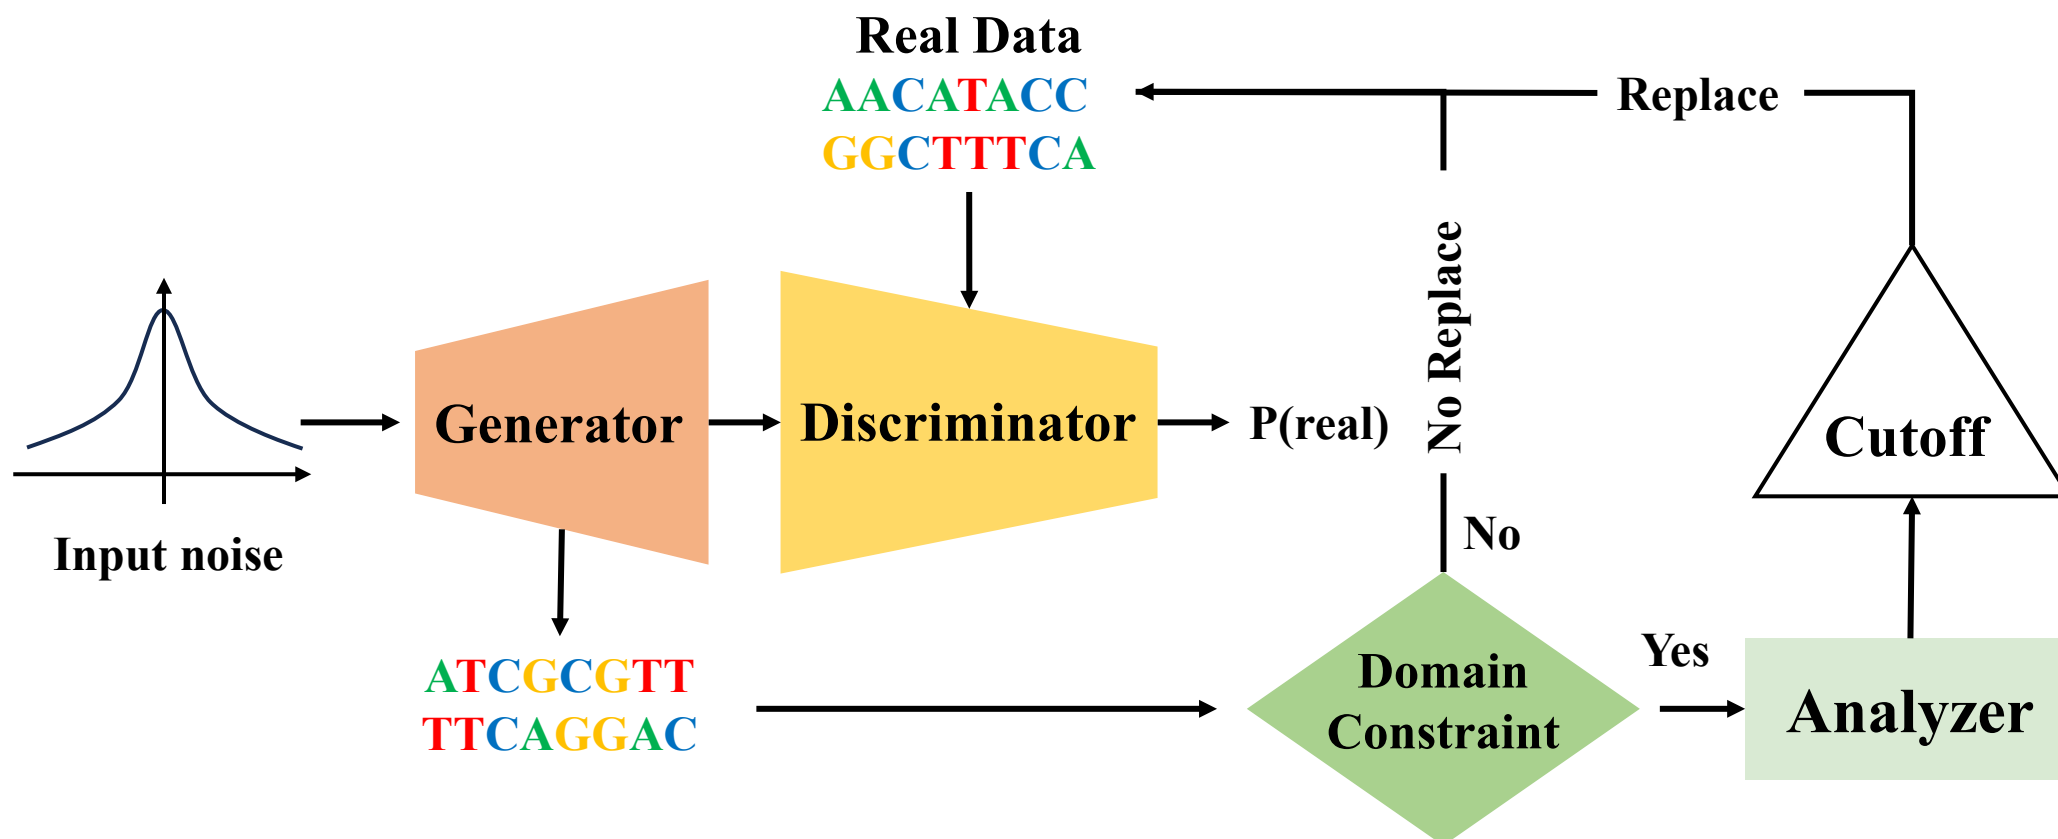 Real Data
AACATACC
GGCTTTCA
Replace
No Replace
Generator
Discriminator
P(real)
Cutoff
Input noise
No
ATCGCGTT
TTCAGGAC
Domain
Constraint
Yes
Analyzer